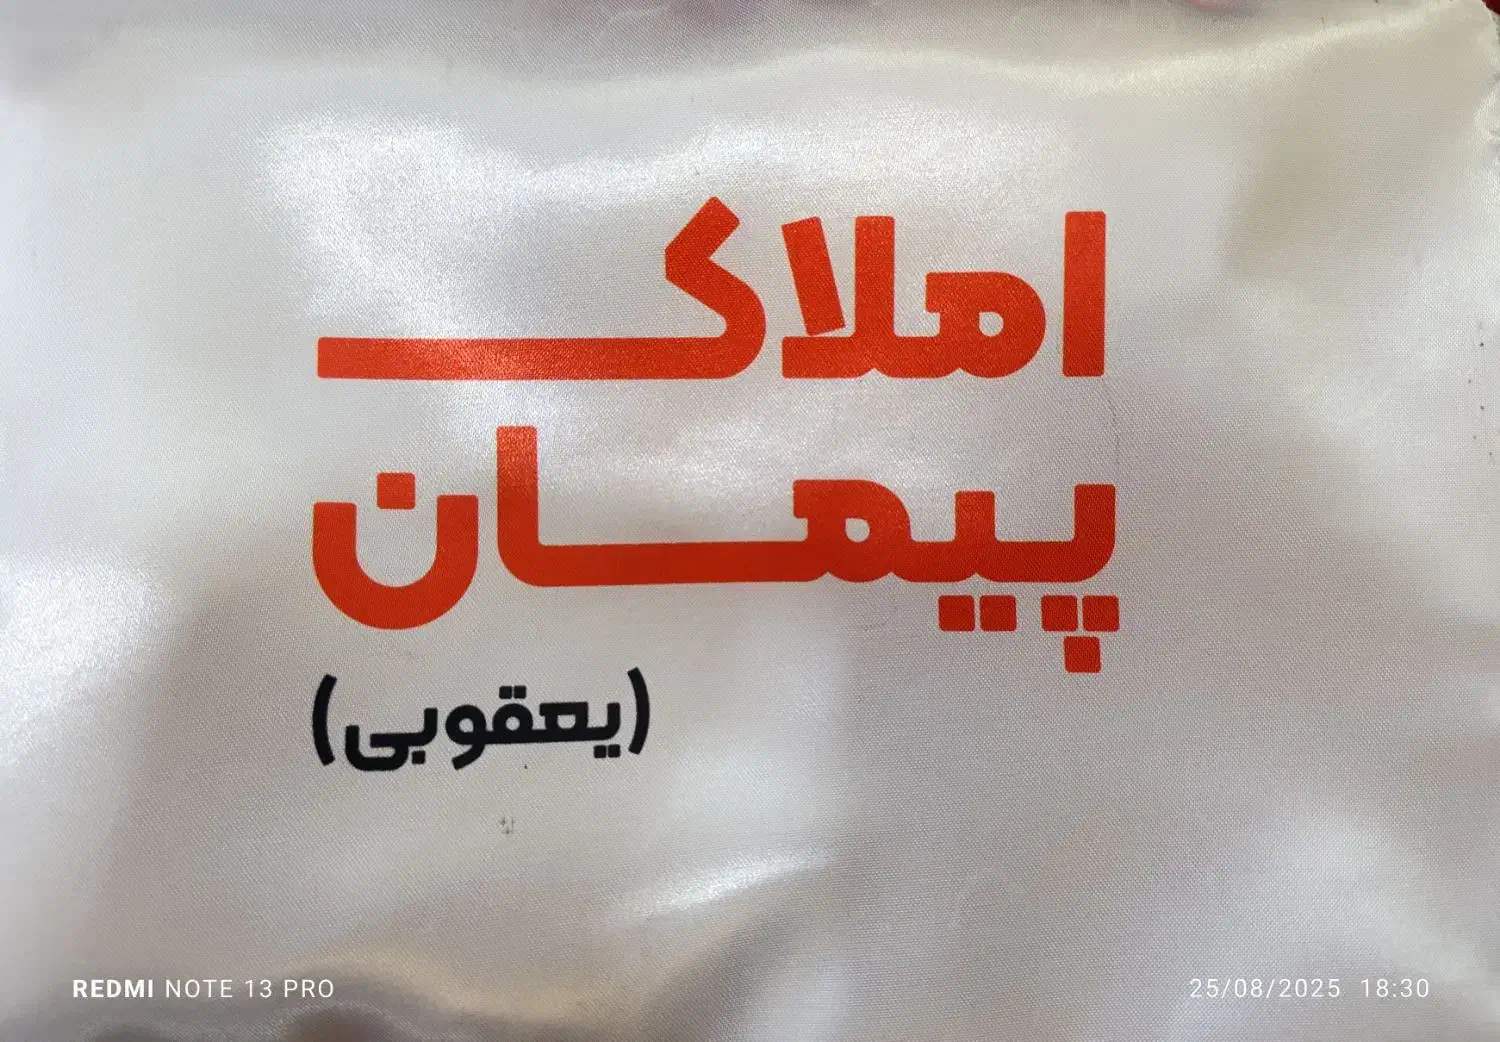 املاک
پیمان
(یعقوبی)
REDMI NOTE 13 PRO
25/08/2025 18:30